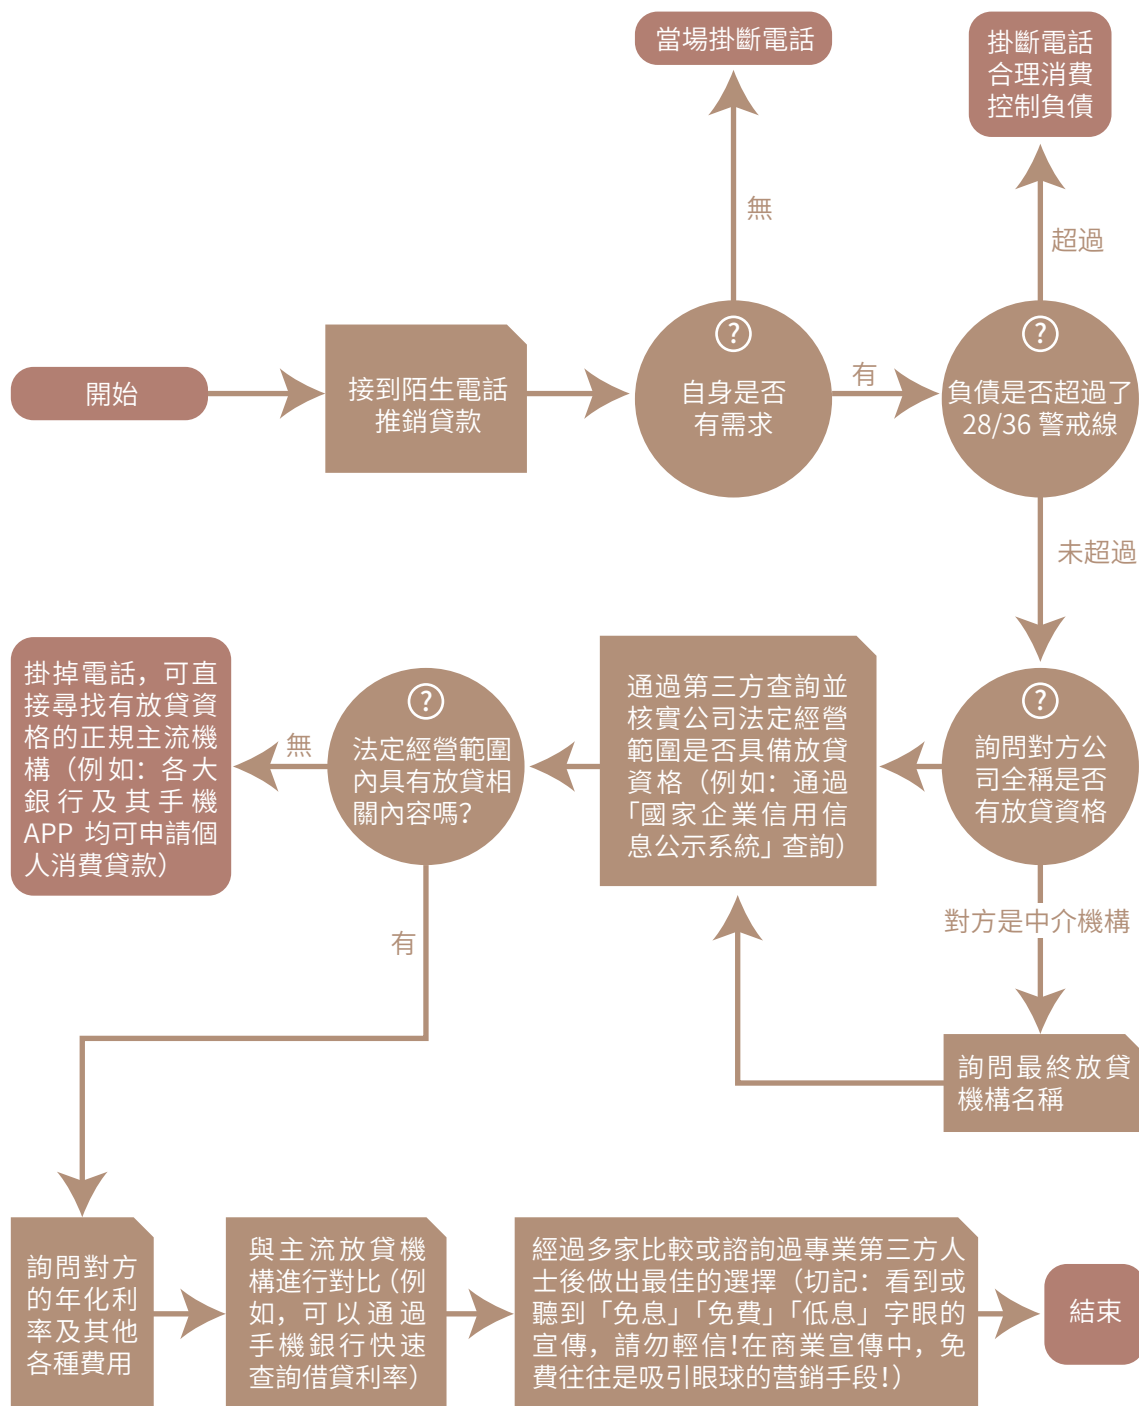 當場掛斷電話
掛斷電話
合理消費
控制負債
無
超過
開始
接到陌生電話
推銷貸款
?
自身是否
有需求
有
?
負債是否超過了
28/36 警戒線
未超過
掛掉電話，可直
接尋找有放貸資
格的正規主流機
構（例如：各大
銀行及其手機
APP 均可申請個
人消費貸款）
無
?
法定經營範圍
內具有放貸相
關內容嗎？
通過第三方查詢並
核實公司法定經營
範圍是否具備放貸
資格（例如：通過
「國家企業信用信
息公示系統」查詢）
?
詢問對方公
司全稱是否
有放貸資格
有
對方是中介機構
詢問最終放貸
機構名稱
詢問對方
的年化利
率及其他
各種費用
與主流放貸機
構進行對比（例
如，可以通過
手機銀行快速
查詢借貸利率）
經過多家比較或諮詢過專業第三方人
士後做出最佳的選擇（切記：看到或
聽到「免息」「免費」「低息」字眼的
宣傳，請勿輕信！在商業宣傳中，免
費往往是吸引眼球的营銷手段！）
結束